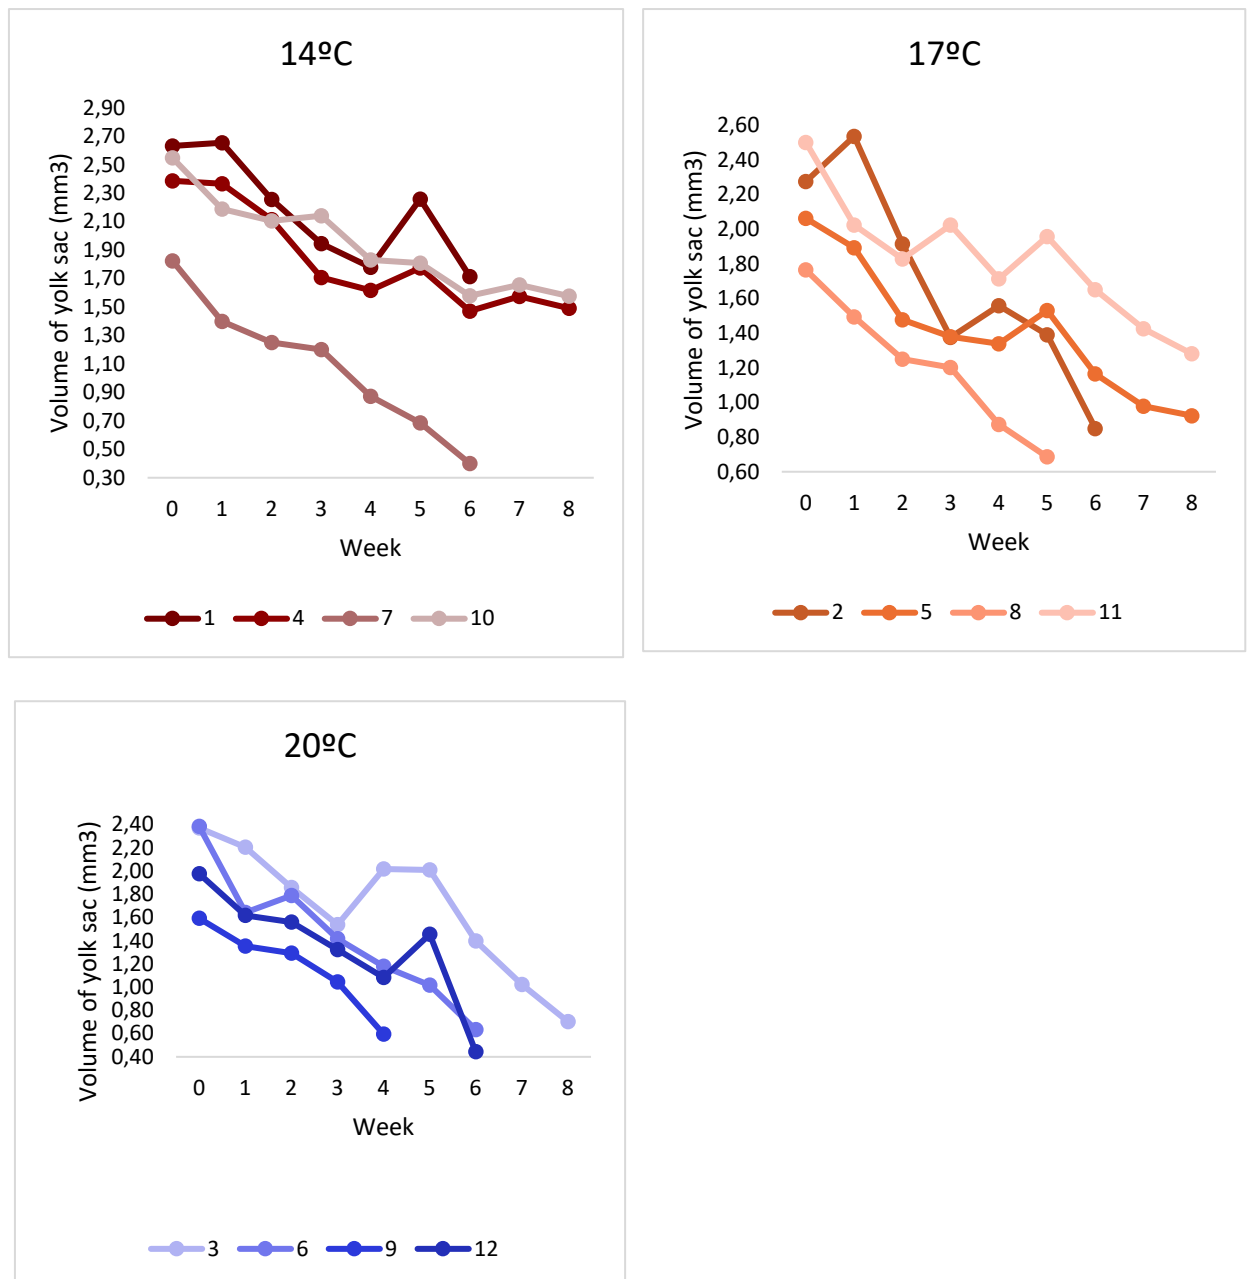 14ºC
Volume of yolk sac (mm3)
2,90
2,70
2,50
2,30
2,10
1,90
1,70
1,50
1,30
1,10
0,90
0,70
0,50
0,30
0 1 2 3 4 5 6 7 8
Week
1 4 7 10
17ºC
Volume of yolk sac (mm3)
2,60
2,40
2,20
2,00
1,80
1,60
1,40
1,20
1,00
0,80
0,60
0 1 2 3 4 5 6 7 8
Week
2 5 8 11
20ºC
Volume of yolk sac (mm3)
2,40
2,20
2,00
1,80
1,60
1,40
1,20
1,00
0,80
0,60
0,40
0 1 2 3 4 5 6 7 8
Week
3 6 9 12